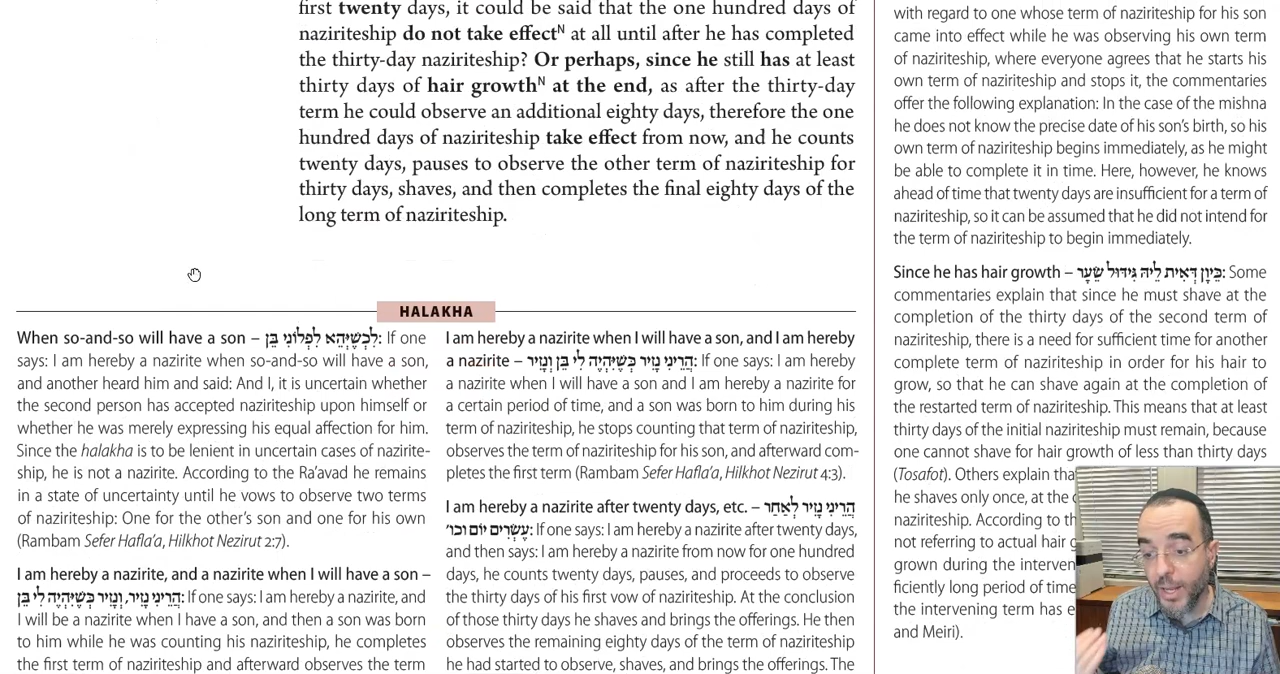 first twenty days, it could be said that the one hundred days of
naziriteship do not take effectᴺ at all until after he has completed
the thirty-day naziriteship? Or perhaps, since he still has at least
thirty days of hair growthᴺ at the end, as after the thirty-day
term he could observe an additional eighty days, therefore the one
hundred days of naziriteship take effect from now, and he counts
twenty days, pauses to observe the other term of naziriteship for
thirty days, shaves, and then completes the final eighty days of the
long term of naziriteship.
HALAKHA
When so-and-so will have a son – לִכְשֶׁיְּהֵא לִפְלוֹנִי בֵּן: If one
says: I am hereby a nazirite when so-and-so will have a son,
and another heard him and said: And I, it is uncertain whether
the second person has accepted naziriteship upon himself or
whether he was merely expressing his equal affection for him.
Since the halakha is to be lenient in uncertain cases of nazirite-
ship, he is not a nazirite. According to the Ra'avad he remains
in a state of uncertainty until he vows to observe two terms
of naziriteship: One for the other's son and one for his own
(Rambam Sefer Hafla'a, Hilkhot Nezirut 2:7).
I am hereby a nazirite, and a nazirite when I will have a son –
הֲרֵינִי נָזִיר, וְנָזִיר כְּשֶׁיִּהְיֶה לִי בֵּן: If one says: I am hereby a nazirite, and
I will be a nazirite when I have a son, and then a son was born
to him while he was counting his naziriteship, he completes
the first term of naziriteship and afterward observes the term
I am hereby a nazirite when I will have a son, and I am hereby
a nazirite – הֲרֵינִי נָזִיר כְּשֶׁיִּהְיֶה לִי בֵּן וְנָזִיר: If one says: I am hereby
a nazirite when I will have a son and I am hereby a nazirite for
a certain period of time, and a son was born to him during his
term of naziriteship, he stops counting that term of naziriteship,
observes the term of naziriteship for his son, and afterward com-
pletes the first term (Rambam Sefer Hafla'a, Hilkhot Nezirut 4:3).
I am hereby a nazirite after twenty days, etc. – הֲרֵינִי נָזִיר לְאַחַר
עֶשְׂרִים יוֹם וכו׳: If one says: I am hereby a nazirite after twenty days,
and then says: I am hereby a nazirite from now for one hundred
days, he counts twenty days, pauses, and proceeds to observe
the thirty days of his first vow of naziriteship. At the conclusion
of those thirty days he shaves and brings the offerings. He then
observes the remaining eighty days of the term of naziriteship
he had started to observe, shaves, and brings the offerings. The
with regard to one whose term of naziriteship for his son
came into effect while he was observing his own term
of naziriteship, where everyone agrees that he starts his
own term of naziriteship and stops it, the commentaries
offer the following explanation: In the case of the mishna
he does not know the precise date of his son's birth, so his
own term of naziriteship begins immediately, as he might
be able to complete it in time. Here, however, he knows
ahead of time that twenty days are insufficient for a term of
naziriteship, so it can be assumed that he did not intend for
the term of naziriteship to begin immediately.
Since he has hair growth – כֵּיוָן דְּאִית לֵיהּ גִּידּוּל שֵׂעָר: Some
commentaries explain that since he must shave at the
completion of the thirty days of the second term of
naziriteship, there is a need for sufficient time for another
complete term of naziriteship in order for his hair to
grow, so that he can shave again at the completion of
the restarted term of naziriteship. This means that at least
thirty days of the initial naziriteship must remain, because
one cannot shave for hair growth of less than thirty days
(Tosafot). Others explain tha
he shaves only once, at the
naziriteship. According to th
not referring to actual hair
grown during the interven
ficiently long period of time
the intervening term has e
and Meiri).